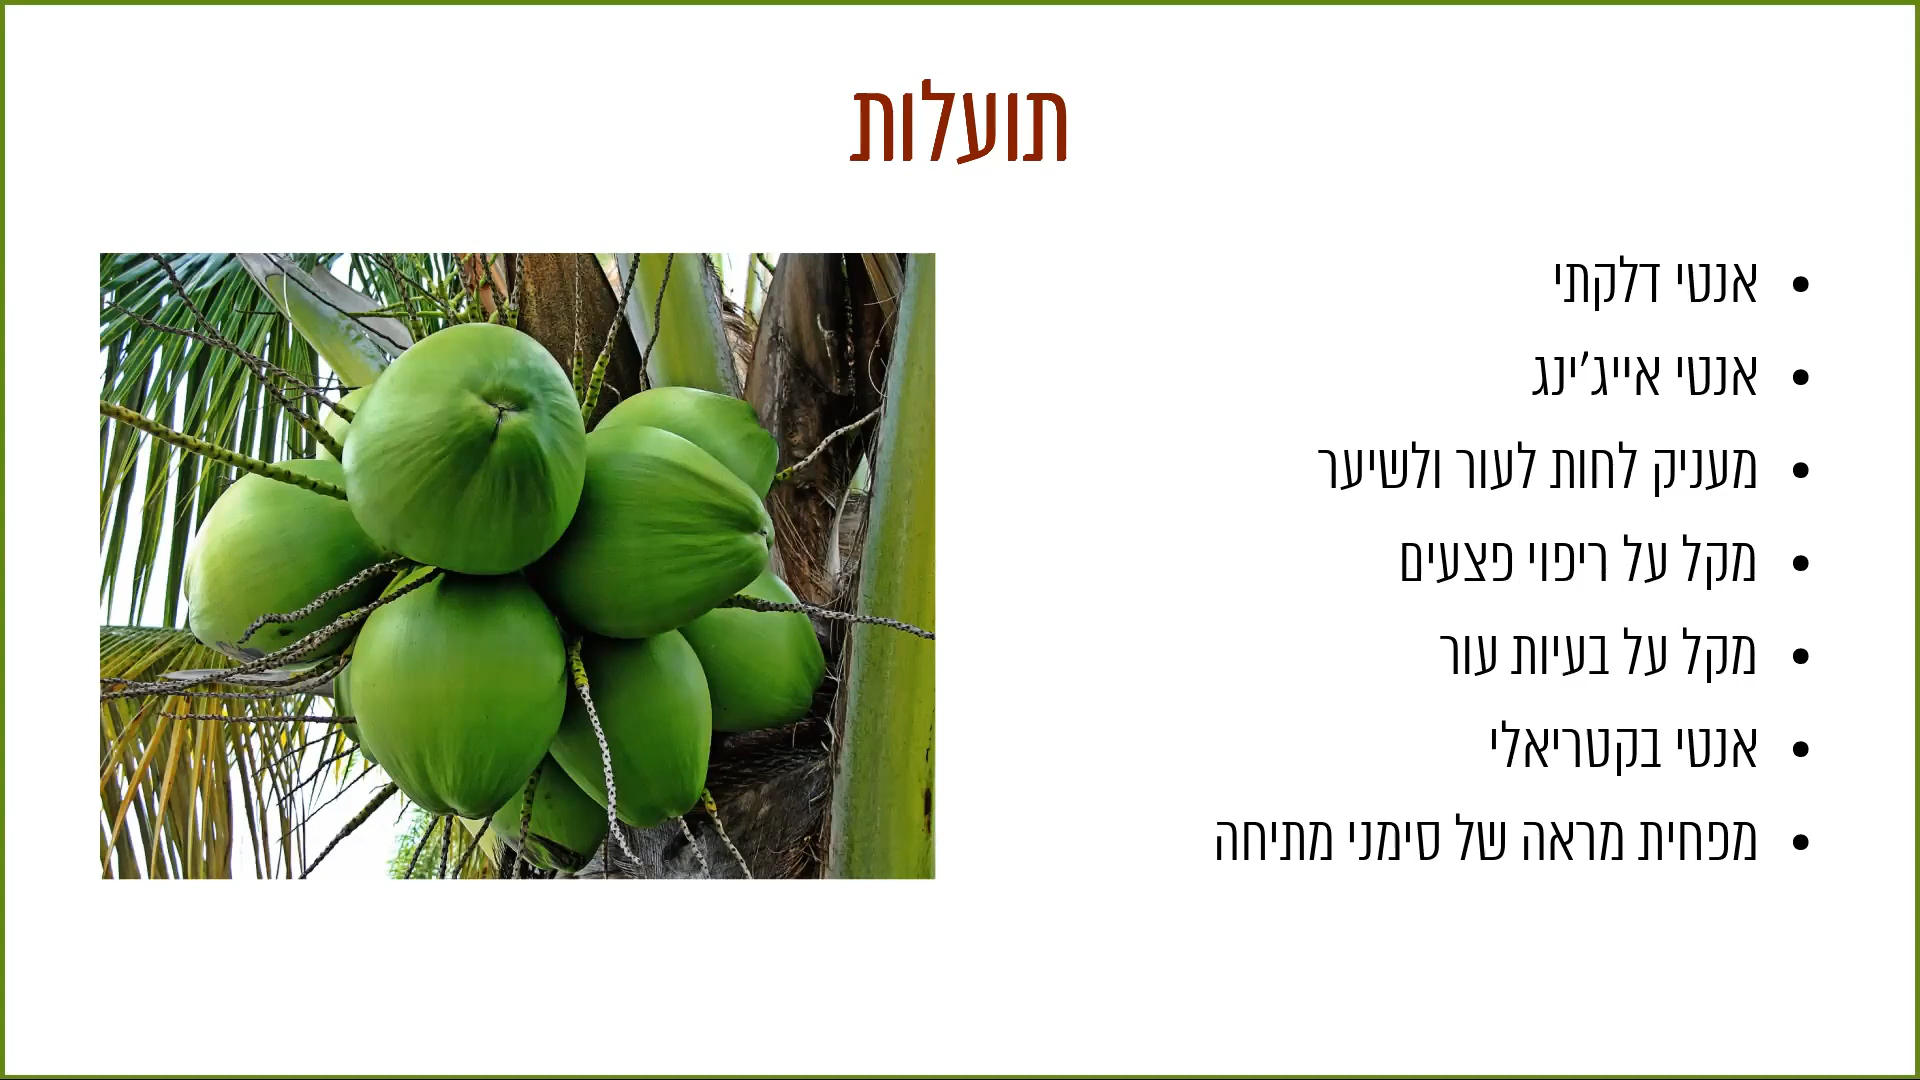 תועלות
• אנטי דלקתי
• אנטי אייג'ינג
• מעניק לחות לעור ולשיער
• מקל על ריפוי פצעים
• מקל על בעיות עור
• אנטי בקטריאלי
• מפחית מראה של סימני מתיחה